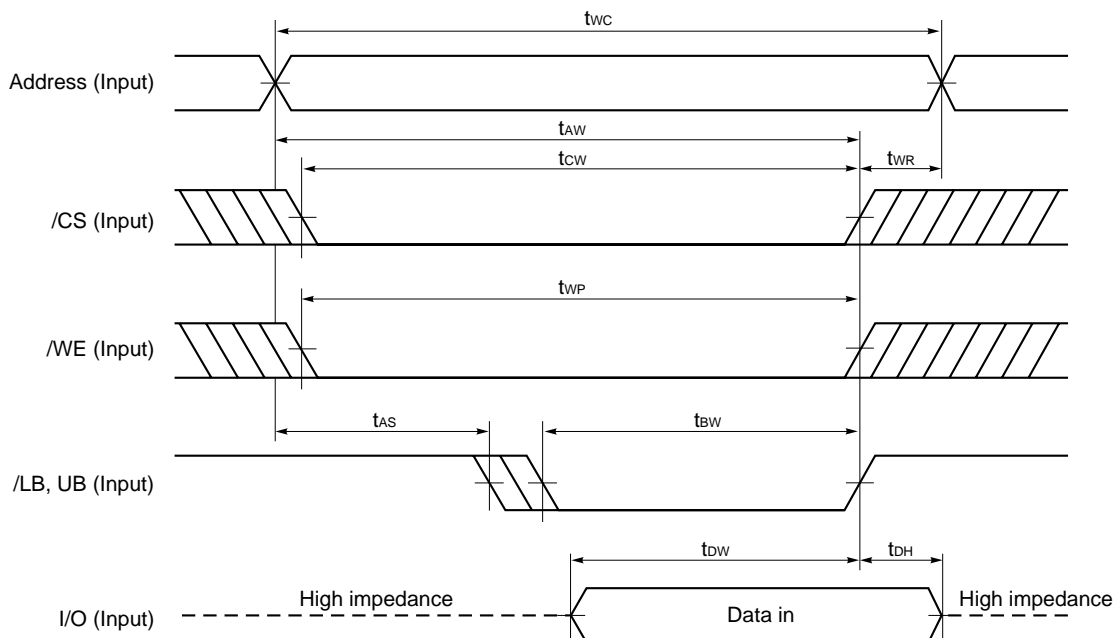 tWC
Address (Input)
tAW
tCW
tWR
/CS (Input)
tWP
/WE (Input)
tAS
tBW
/LB, UB (Input)
tDW
tDH
High impedance
Data in
High impedance
I/O (Input)